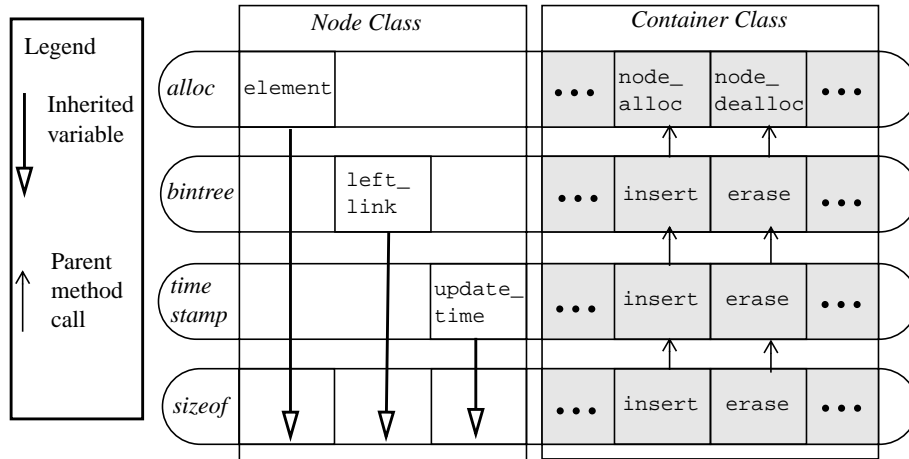 Node Class
Container Class
Legend
Inherited
variable
Parent
method
call
alloc
element
• • •
node_
alloc
node_
dealloc
• • •
bintree
left_
link
• • •
insert
erase
• • •
time
stamp
update_
time
• • •
insert
erase
• • •
sizeof
• • •
insert
erase
• • •